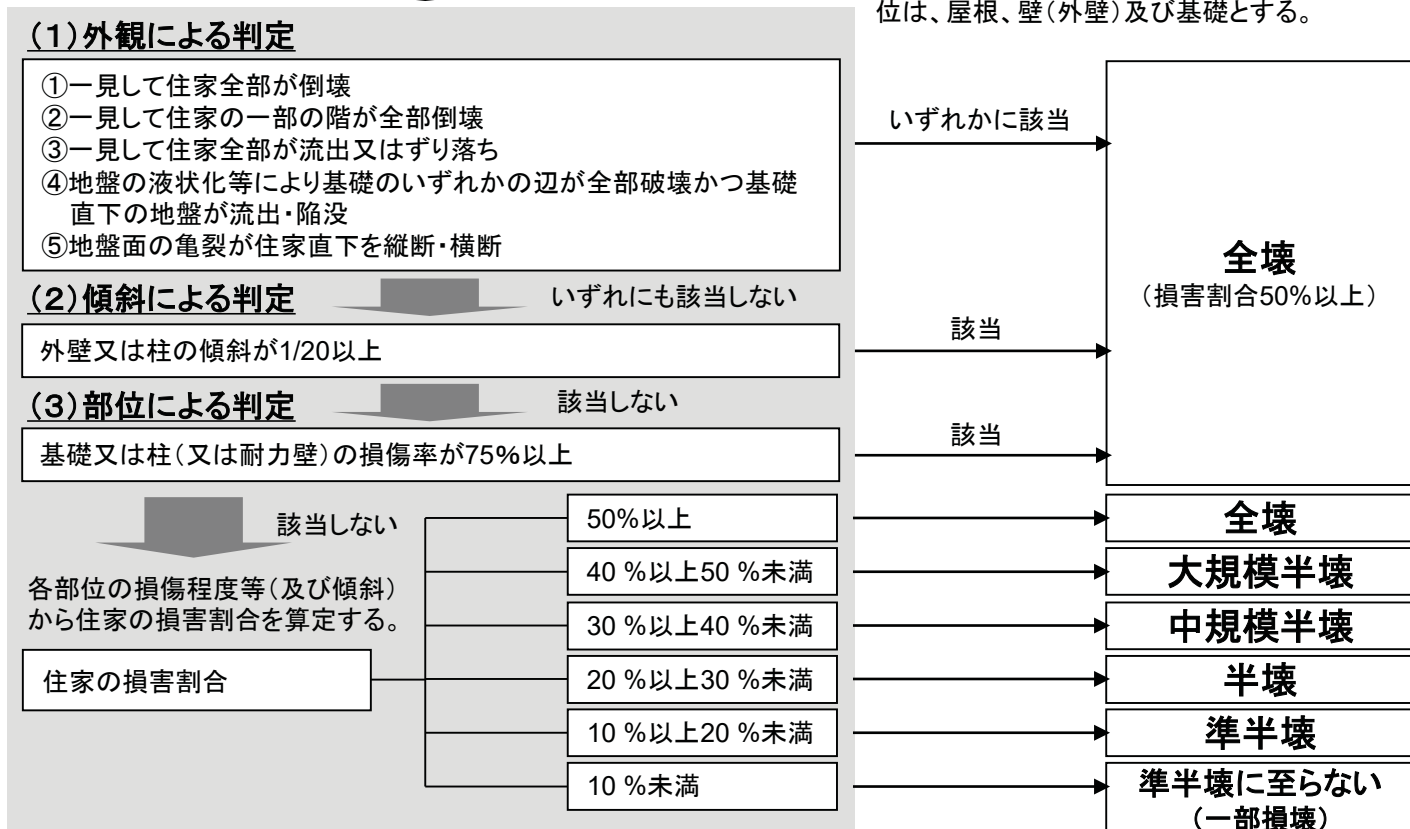 位は、屋根、壁(外壁)及び基礎とする。
(1)外観による判定
①一見して住家全部が倒壊
②一見して住家の一部の階が全部倒壊
③一見して住家全部が流出又はずり落ち
④地盤の液状化等により基礎のいずれかの辺が全部破壊かつ基礎
直下の地盤が流出・陥没
⑤地盤面の亀裂が住家直下を縦断・横断
いずれかに該当
全壊
(損害割合50%以上)
(2)傾斜による判定
いずれにも該当しない
外壁又は柱の傾斜が1/20以上
該当
(3)部位による判定
該当しない
基礎又は柱(又は耐力壁)の損傷率が75%以上
該当
該当しない
各部位の損傷程度等(及び傾斜)
から住家の損害割合を算定する。
住家の損害割合
50%以上
全壊
40 %以上50 %未満
大規模半壊
30 %以上40 %未満
中規模半壊
20 %以上30 %未満
半壊
10 %以上20 %未満
準半壊
10 %未満
準半壊に至らない
(一部損壊)